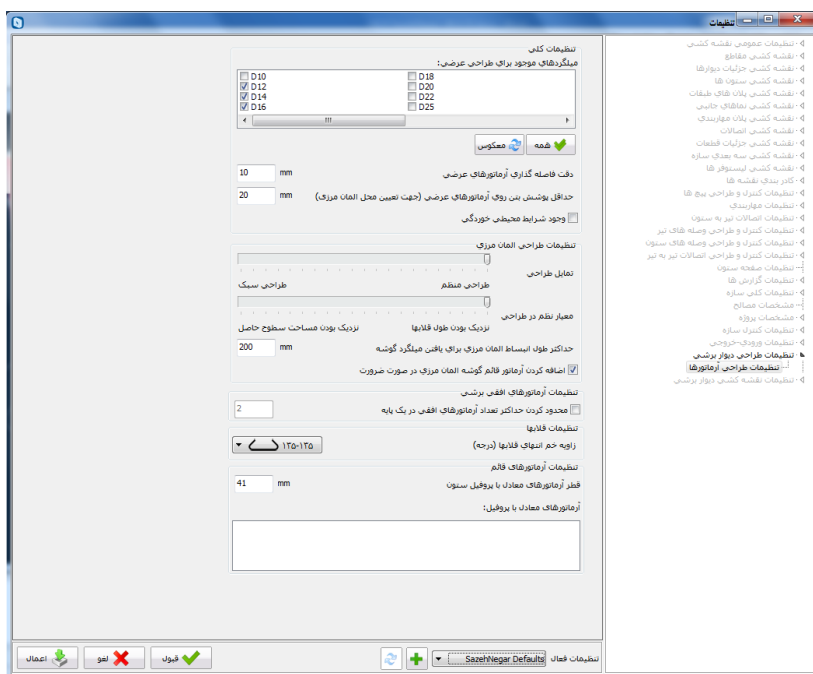 تنظیمات
تنظیمات عمومی نقشه کشی
نقشه کشی مقاطع
نقشه کشی جزئیات دیوارها
نقشه کشی ستون ها
نقشه کشی پلان های طبقات
نقشه کشی نماهای جانبی
نقشه کشی پلان مهاربندی
نقشه کشی اتصالات
نقشه کشی جزئیات قطعات
نقشه کشی سه بعدی سازه
نقشه کشی لیستوفر ها
کادر بندی نقشه ها
تنظیمات کنترل و طراحی پیچ ها
تنظیمات مهاربندی
تنظیمات اتصالات تیر به ستون
تنظیمات کنترل و طراحی وصله های تیر
تنظیمات کنترل و طراحی وصله های ستون
تنظیمات کنترل و طراحی اتصالات تیر به تیر
تنظیمات صفحه ستون
تنظیمات گزارش ها
تنظیمات کلی سازه
مشخصات مصالح
مشخصات پروژه
تنظیمات کنترل سازه
تنظیمات ورودی-خروجی
تنظیمات طراحی دیوار برشی
تنظیمات طراحی آرماتورها
تنظیمات نقشه کشی دیوار برشی
تنظیمات کلی
میلگردهای موجود برای طراحی عرضی:
D10
D12
D14
D16
D18
D20
D22
D25
همه
معکوس
دقت فاصله گذاری آرماتورهای عرضی
mm
10
حداقل پوشش بتن روی آرماتورهای عرضی (جهت تعیین محل المان مرزی)
mm
20
وجود شرایط محیطی خوردگی
تنظیمات طراحی المان مرزی
تمایل طراحی
طراحی منظم
طراحی سبک
معیار نظم در طراحی
نزدیک بودن طول قلابها
نزدیک بودن مساحت سطوح حاصل
حداکثر طول انبساط المان مرزی برای یافتن میلگرد گوشه
mm
200
اضافه کردن آرماتور قائم گوشه المان مرزی در صورت ضرورت
تنظیمات آرماتورهای افقی برشی
محدود کردن حداکثر تعداد آرماتورهای افقی در یک پایه
2
تنظیمات قلابها
زاویه خم انتهای قلابها (درجه)
۱۳۵-۱۳۵
تنظیمات آرماتورهای قائم
قطر آرماتورهای معادل با پروفیل ستون
mm
41
آرماتورهای معادل با پروفیل:
تنظیمات فعال
SazehNegar Defaults
قبول
لغو
اعمال